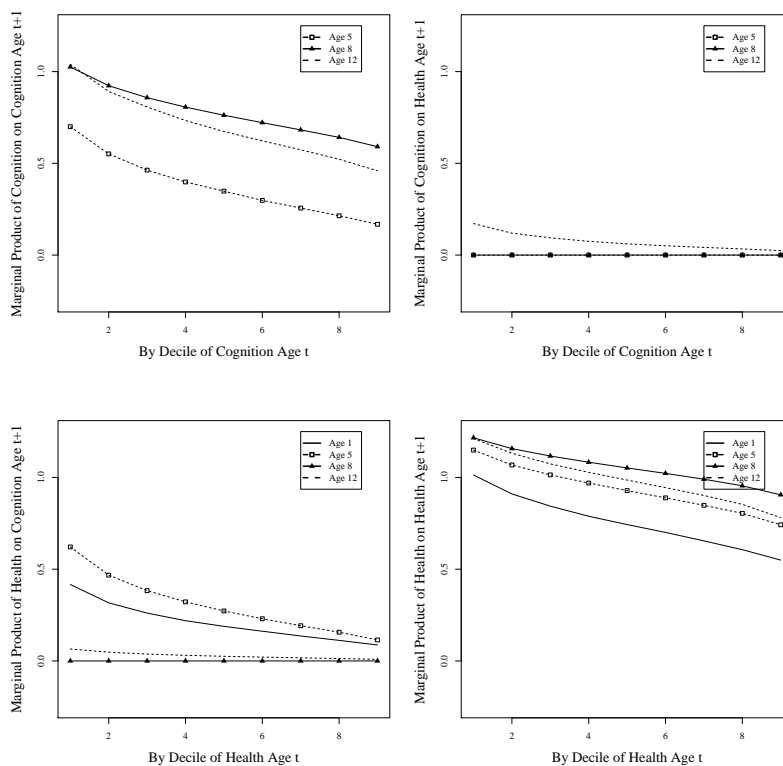 Marginal Product of Cognition on Cognition Age t+1
0.0 0.5 1.0
Age 5
Age 8
Age 12
2 4 6 8
By Decile of Cognition Age t
Marginal Product of Cognition on Health Age t+1
0.0 0.5 1.0
Age 5
Age 8
Age 12
2 4 6 8
By Decile of Cognition Age t
Marginal Product of Health on Cognition Age t+1
0.0 0.5 1.0
Age 1
Age 5
Age 8
Age 12
2 4 6 8
By Decile of Health Age t
Marginal Product of Health on Health Age t+1
0.0 0.5 1.0
Age 1
Age 5
Age 8
Age 12
2 4 6 8
By Decile of Health Age t